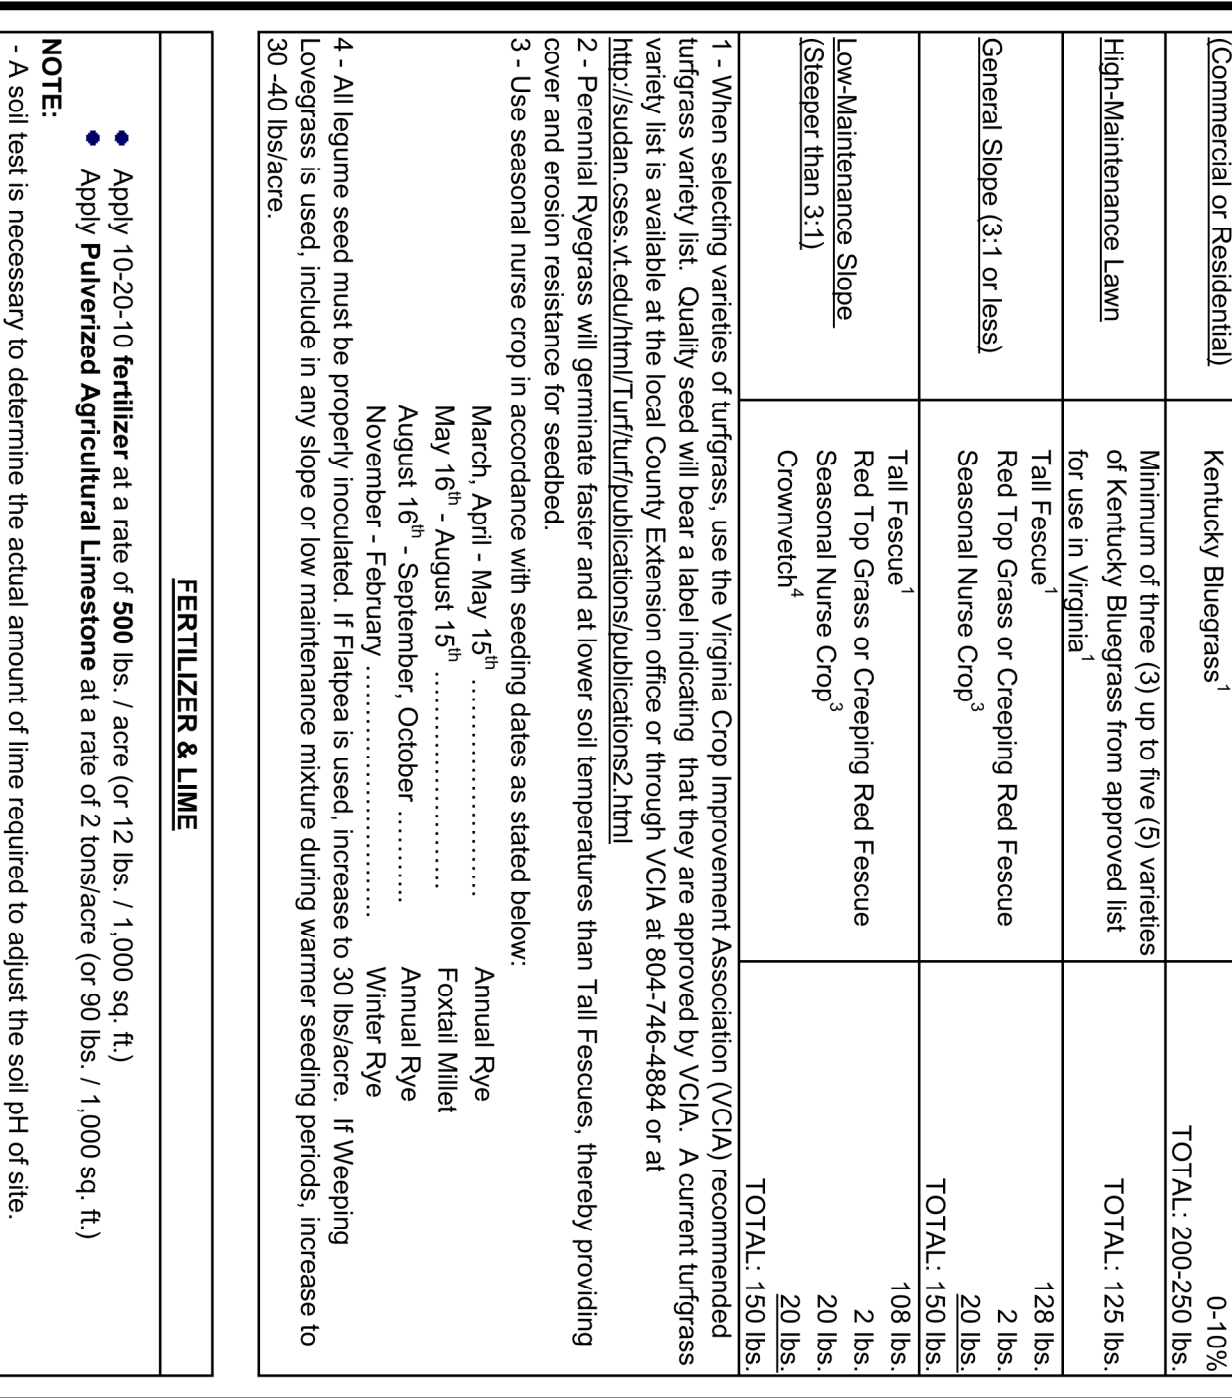 (Commercial or Residential)
Kentucky Bluegrass1
0-10%
TOTAL: 200-250 lbs.
High-Maintenance Lawn
Minimum of three (3) up to five (5) varieties
of Kentucky Bluegrass from approved list
for use in Virginia1
TOTAL: 125 lbs.
General Slope (3:1 or less)
Tall Fescue1
Red Top Grass or Creeping Red Fescue
Seasonal Nurse Crop3
128 lbs.
2 lbs.
20 lbs.
TOTAL: 150 lbs.
Low-Maintenance Slope
(Steeper than 3:1)
Tall Fescue1
Red Top Grass or Creeping Red Fescue
Seasonal Nurse Crop3
Crownvetch4
108 lbs.
2 lbs.
20 lbs.
20 lbs.
TOTAL: 150 lbs.
1 - When selecting varieties of turfgrass, use the Virginia Crop Improvement Association (VCIA) recommended
turfgrass variety list. Quality seed will bear a label indicating that they are approved by VCIA. A current turfgrass
variety list is available at the local County Extension office or through VCIA at 804-746-4884 or at
http://sudan.cses.vt.edu/html/Turf/turf/publications/publications2.html
2 - Perennial Ryegrass will germinate faster and at lower soil temperatures than Tall Fescues, thereby providing
cover and erosion resistance for seedbed.
3 - Use seasonal nurse crop in accordance with seeding dates as stated below:
March, April - May 15th ........................ Annual Rye
May 16th - August 15th ........................ Foxtail Millet
August 16th - September, October .......... Annual Rye
November - February ............................ Winter Rye
4 - All legume seed must be properly inoculated. If Flatpea is used, increase to 30 lbs/acre. If Weeping
Lovegrass is used, include in any slope or low maintenance mixture during warmer seeding periods, increase to
30 -40 lbs/acre.
FERTILIZER & LIME
• Apply 10-20-10 fertilizer at a rate of 500 lbs. / acre (or 12 lbs. / 1,000 sq. ft.)
• Apply Pulverized Agricultural Limestone at a rate of 2 tons/acre (or 90 lbs. / 1,000 sq. ft.)
NOTE:
- A soil test is necessary to determine the actual amount of lime required to adjust the soil pH of site.